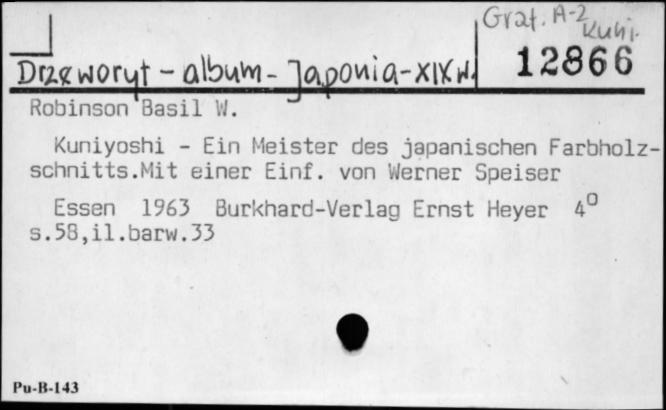 Graf. A-2
Kuni.
12866
Drzeworyt - album - Japonia - XIX w.
Robinson Basil W.
Kuniyoshi - Ein Meister des japanischen Farbholz-
schnitts.Mit einer Einf. von Werner Speiser
Essen 1963 Burkhard-Verlag Ernst Heyer 4⁰
s.58,il.barw.33
Pu-B-143